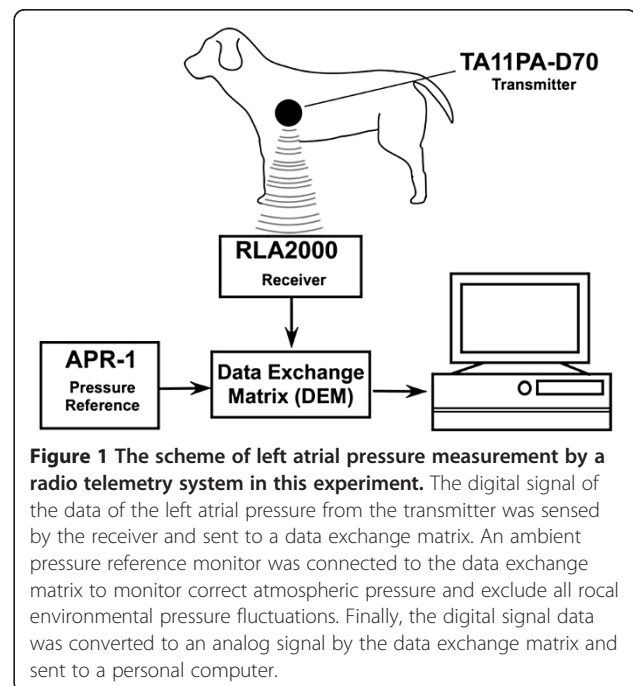 TA11PA-D70
Transmitter
RLA2000
Receiver
APR-1
Pressure
Reference
Data Exchange
Matrix (DEM)
Figure 1 The scheme of left atrial pressure measurement by a
radio telemetry system in this experiment. The digital signal of
the data of the left atrial pressure from the transmitter was sensed
by the receiver and sent to a data exchange matrix. An ambient
pressure reference monitor was connected to the data exchange
matrix to monitor correct atmospheric pressure and exclude all rocal
environmental pressure fluctuations. Finally, the digital signal data
was converted to an analog signal by the data exchange matrix and
sent to a personal computer.